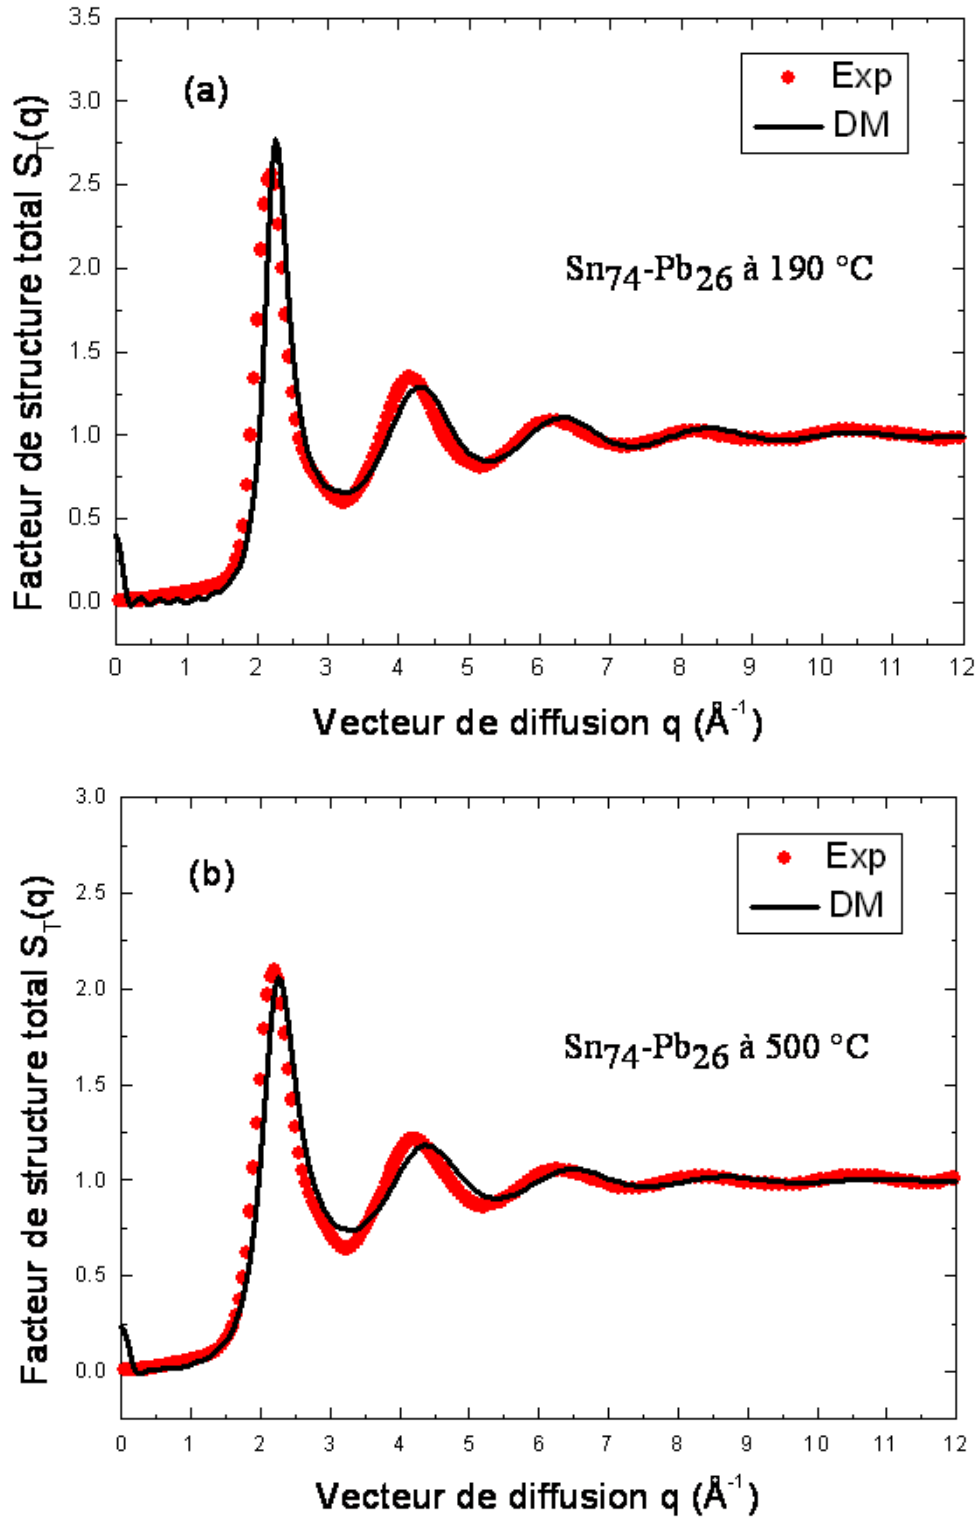 3.5
3.0
2.5
2.0
1.5
1.0
0.5
0.0
Facteur de structure total S_T(q)
(a)
Exp
DM
Sn74-Pb26 à 190 °C
0 1 2 3 4 5 6 7 8 9 10 11 12
Vecteur de diffusion q (Å-1)
3.0
2.5
2.0
1.5
1.0
0.5
0.0
Facteur de structure total S_T(q)
(b)
Exp
DM
Sn74-Pb26 à 500 °C
0 1 2 3 4 5 6 7 8 9 10 11 12
Vecteur de diffusion q (Å-1)